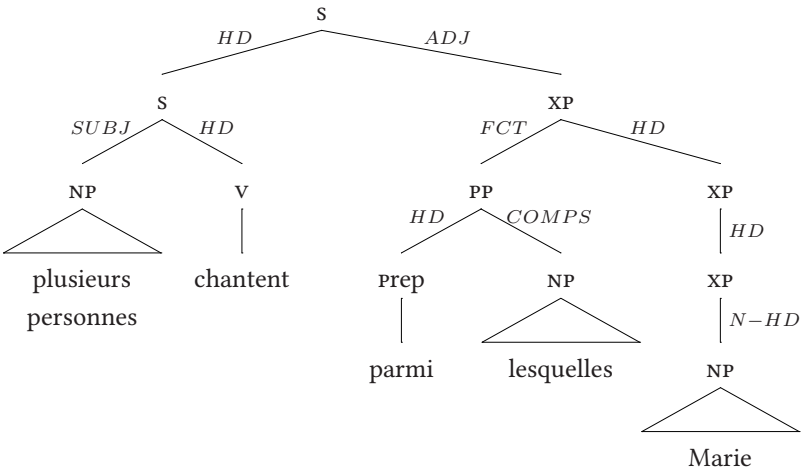 S
HD ADJ
S XP
SUBJ HD FCT HD
NP V PP XP
HD COMPS HD
plusieurs personnes chantent Prep NP XP
N−HD
parmi lesquelles NP
Marie